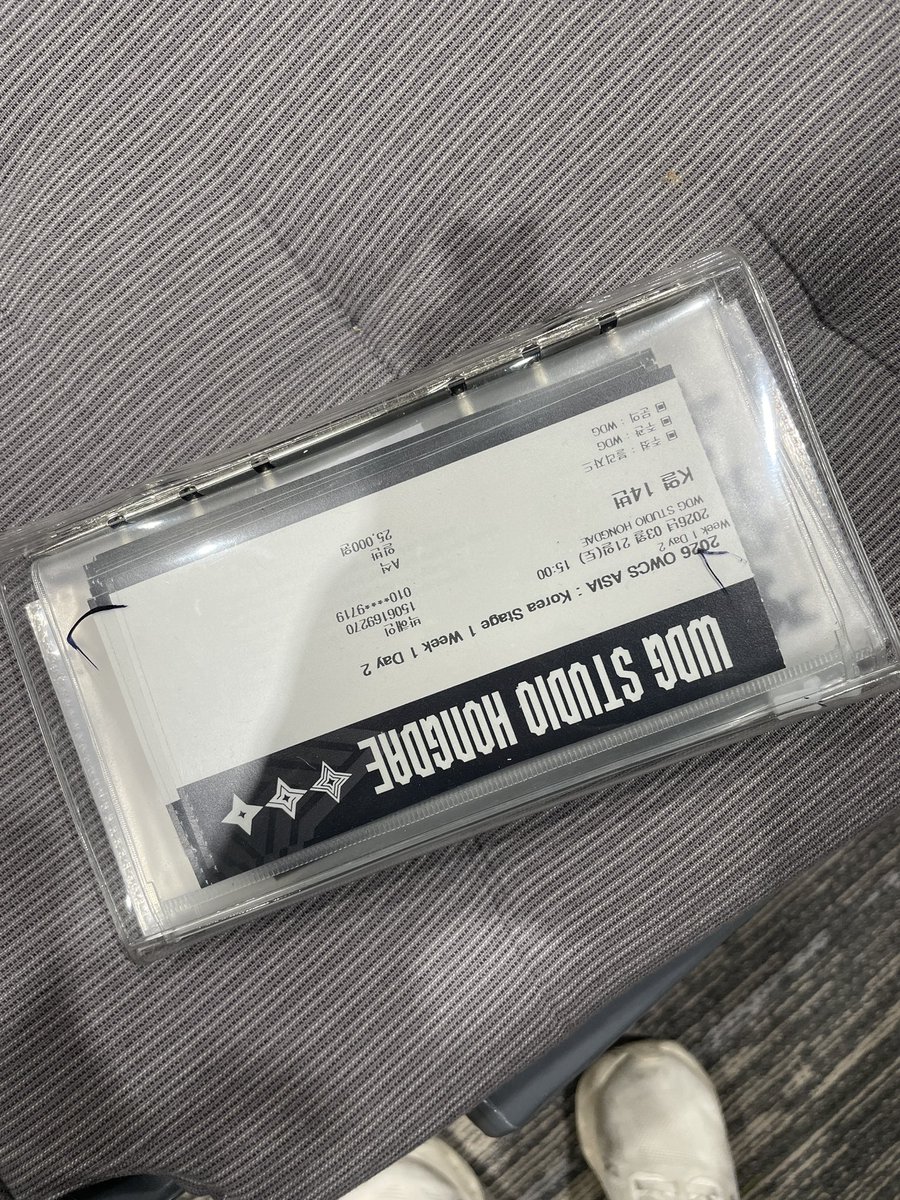 WDG STUDIO HONGDAE
2026 OWCS ASIA : Korea Stage 1 Week 1 Day 2
Week 1 Day 2
2026년 03월 21일(토) 15:00
WDG STUDIO HONGDAE
K열 14번
▣ 주최 : 블리자드
▣ 주관 : WDG
▣ 문의 : WDG
1506169270
010***9719
A석
일반
25,000원